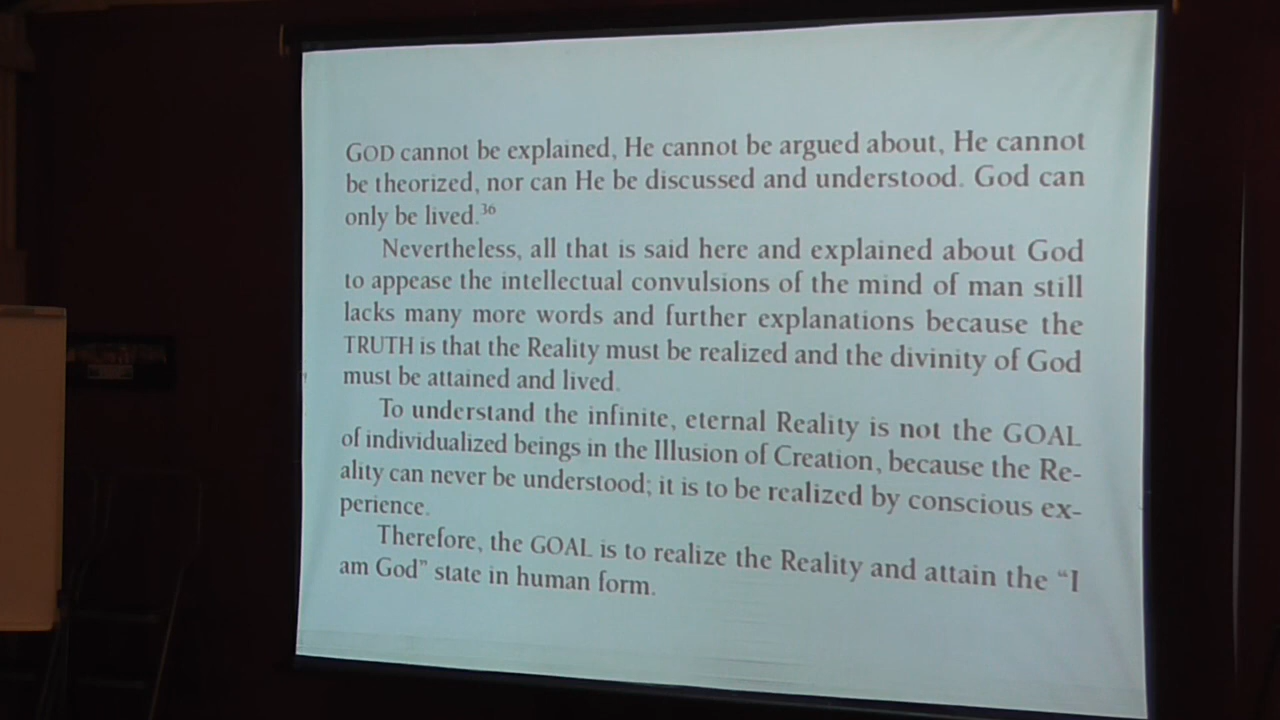 GOD cannot be explained, He cannot be argued about, He cannot
be theorized, nor can He be discussed and understood. God can
only be lived.³⁶
Nevertheless, all that is said here and explained about God
to appease the intellectual convulsions of the mind of man still
lacks many more words and further explanations because the
TRUTH is that the Reality must be realized and the divinity of God
must be attained and lived.
To understand the infinite, eternal Reality is not the GOAL
of individualized beings in the Illusion of Creation, because the Re-
ality can never be understood; it is to be realized by conscious ex-
perience.
Therefore, the GOAL is to realize the Reality and attain the “I
am God” state in human form.